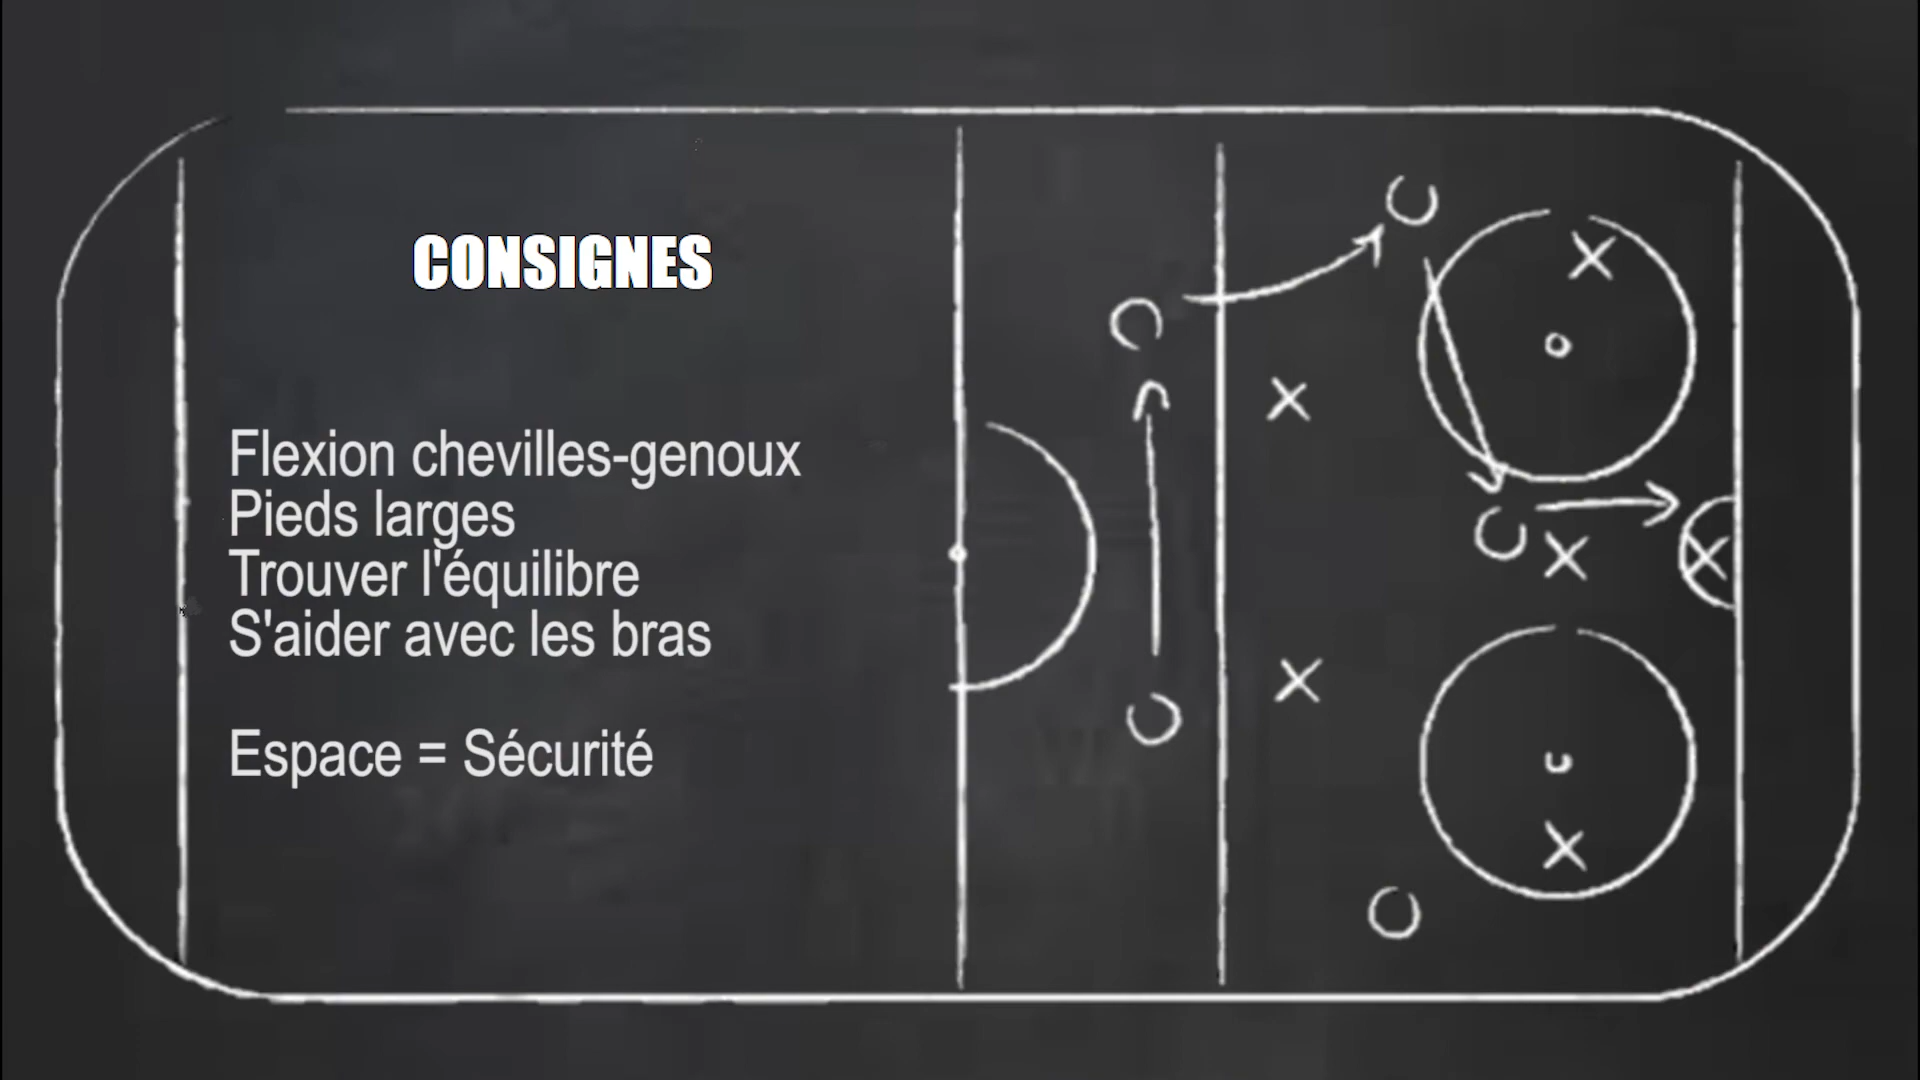 CONSIGNES
Flexion chevilles-genoux
Pieds larges
Trouver l'équilibre
S'aider avec les bras
Espace = Sécurité